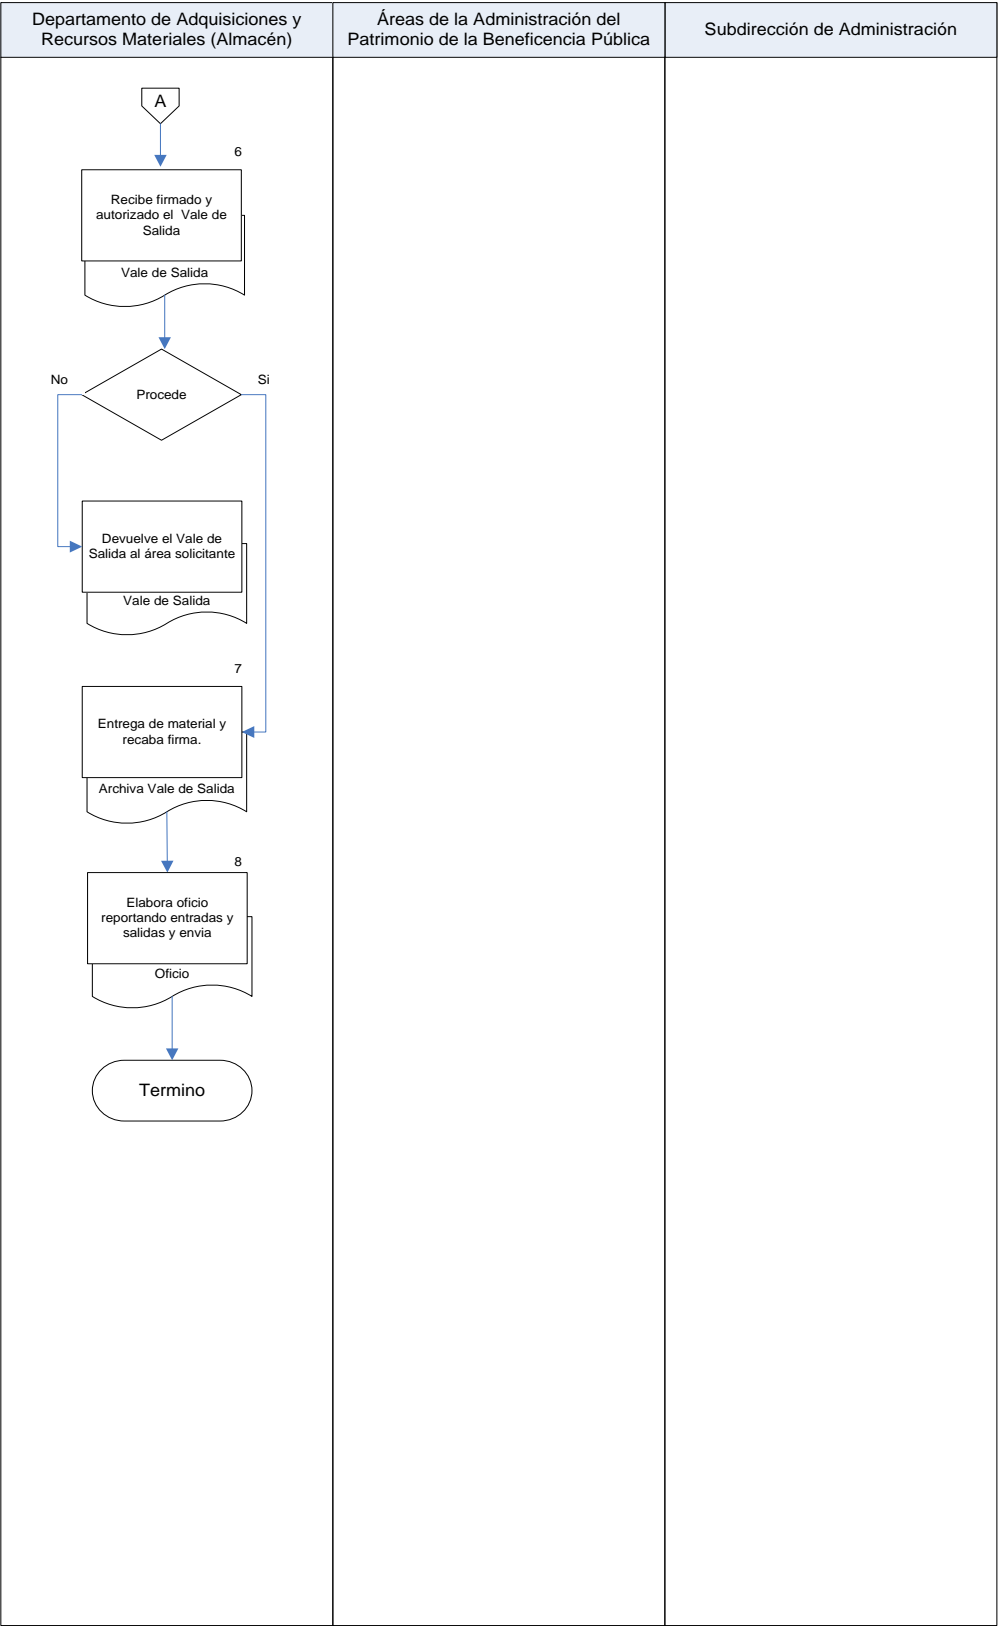 Departamento de Adquisiciones y
Recursos Materiales (Almacén)
Áreas de la Administración del
Patrimonio de la Beneficencia Pública
Subdirección de Administración
A
6
Recibe firmado y
autorizado el Vale de
Salida
Vale de Salida
No
Si
Procede
Devuelve el Vale de
Salida al área solicitante
Vale de Salida
7
Entrega de material y
recaba firma.
Archiva Vale de Salida
8
Elabora oficio
reportando entradas y
salidas y envia
Oficio
Termino